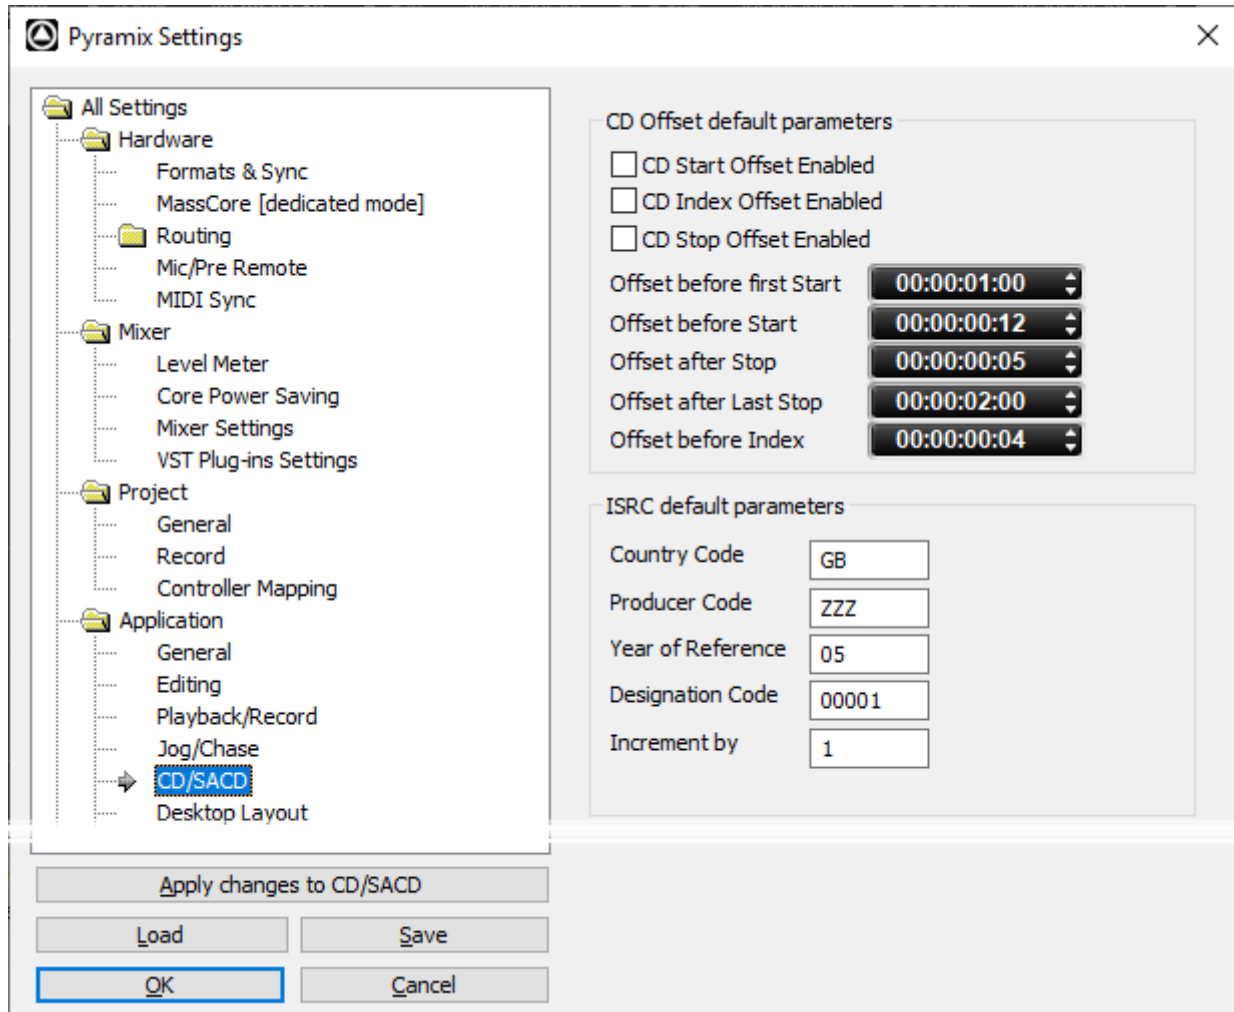 Pyramix Settings
All Settings
Hardware
Formats & Sync
MassCore [dedicated mode]
Routing
Mic/Pre Remote
MIDI Sync
Mixer
Level Meter
Core Power Saving
Mixer Settings
VST Plug-ins Settings
Project
General
Record
Controller Mapping
Application
General
Editing
Playback/Record
Jog/Chase
CD/SACD
Desktop Layout
Apply changes to CD/SACD
Load
Save
OK
Cancel
CD Offset default parameters
CD Start Offset Enabled
CD Index Offset Enabled
CD Stop Offset Enabled
Offset before first Start 00:00:01:00
Offset before Start 00:00:00:12
Offset after Stop 00:00:00:05
Offset after Last Stop 00:00:02:00
Offset before Index 00:00:00:04
ISRC default parameters
Country Code GB
Producer Code ZZZ
Year of Reference 05
Designation Code 00001
Increment by 1